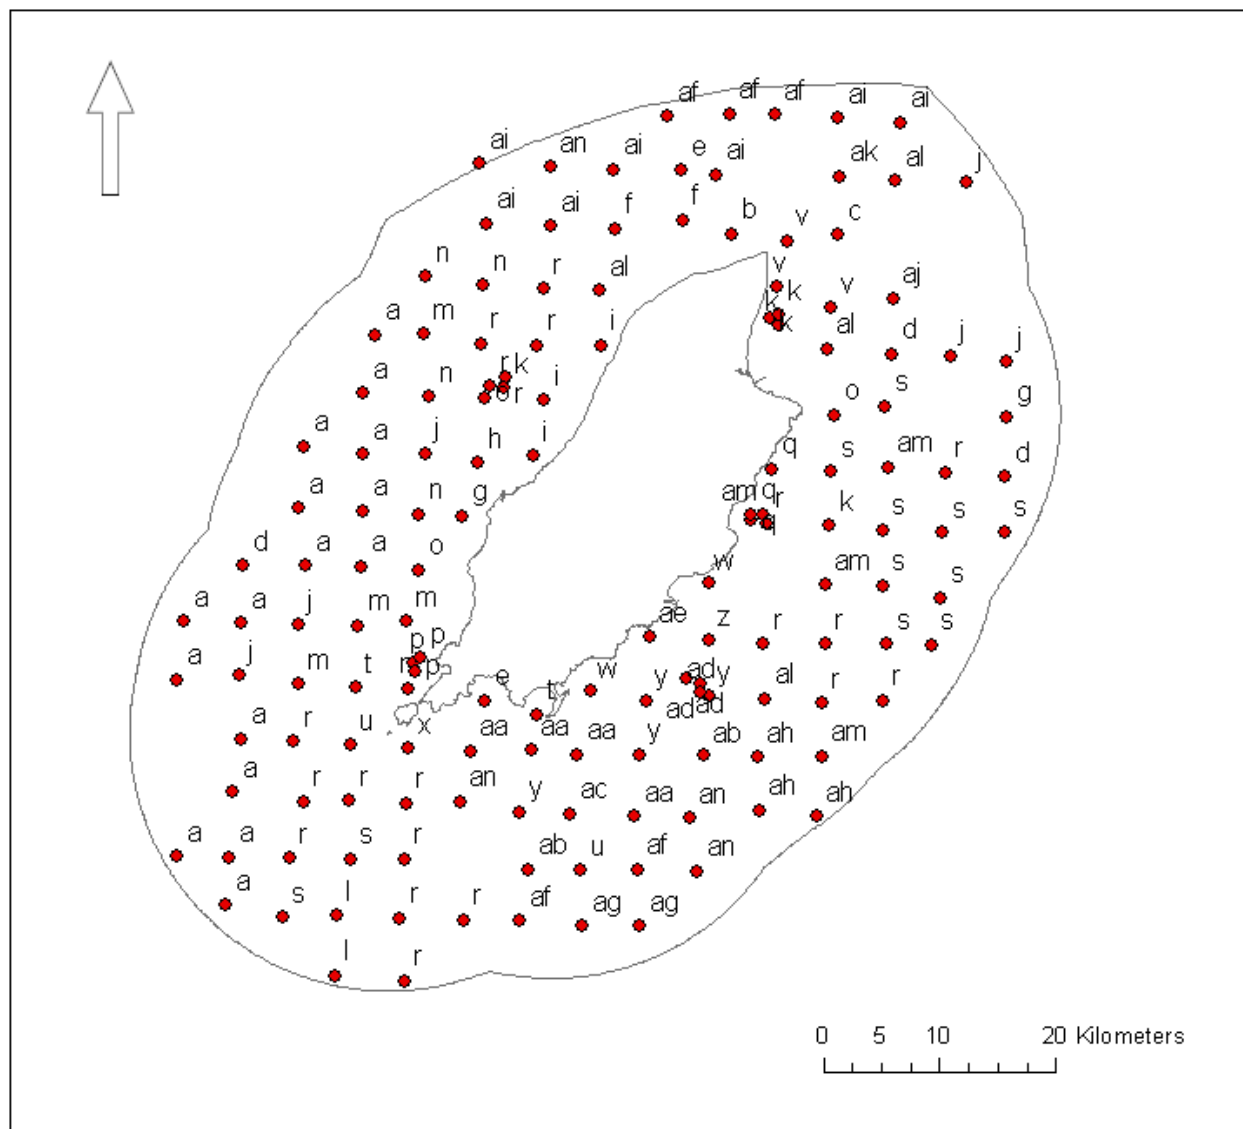 af af af ai ai
ai an ai e ai ak al j
ai ai f f b v c
n n r al v k aj
a m r r i k k v al d j j
a n r k o r i o s g
a a j h i q s am r d
a a n g am q r q k s s s
d a a o w am s s
a a j m m ae z r r s s
a j m t r p p p e t w y ad y ad ad al r r
a r u x aa aa aa y ab ah am
a r r r an y ac aa an ah ah
a a r s r ab u af an
a s l r r af ag ag
l r
0 5 10 20 Kilometers